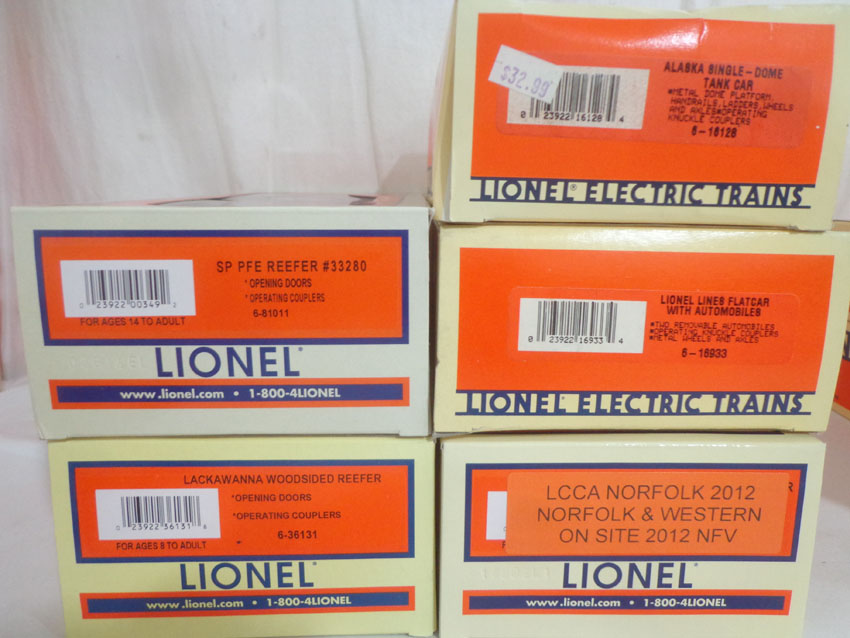 $32.99
ALASKA SINGLE-DOME
TANK CAR
*METAL DOME PLATFORM,
HANDRAILS, LADDERS, WHEELS
AND AXLES*OPERATING
KNUCKLE COUPLERS
6-16128
0 23922 16128 4
LIONEL® ELECTRIC TRAINS
SP PFE REEFER #33280
*OPENING DOORS
*OPERATING COUPLERS
6-81011
0 23922 00349 2
FOR AGES 14 TO ADULT
LIONEL®
www.lionel.com • 1-800-4LIONEL
LIONEL LINES FLATCAR
WITH AUTOMOBILES
*TWO REMOVABLE AUTOMOBILES
*OPERATING KNUCKLE COUPLERS
*METAL WHEELS AND AXLES
6-16933
0 23922 16933 4
LIONEL® ELECTRIC TRAINS
LACKAWANNA WOODSIDED REEFER
*OPENING DOORS
*OPERATING COUPLERS
6-36131
0 23922 36131 6
FOR AGES 8 TO ADULT
LIONEL®
www.lionel.com • 1-800-4LIONEL
R
LCCA NORFOLK 2012
NORFOLK & WESTERN
ON SITE 2012 NFV
F
LIONEL®
www.lionel.com • 1-800-4LIONEL